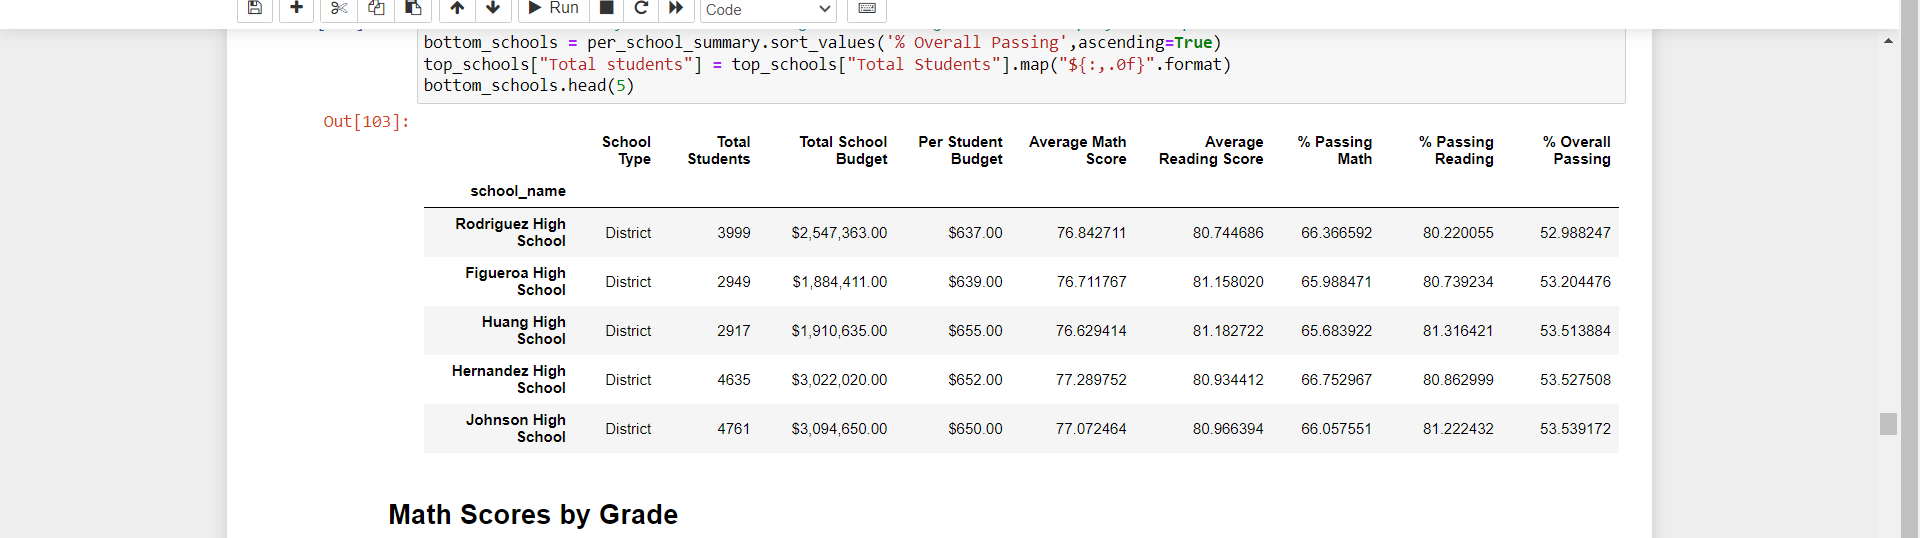 Run
Code
bottom_schools = per_school_summary.sort_values('% Overall Passing',ascending=True)
top_schools["Total students"] = top_schools["Total Students"].map("${:,.0f}".format)
bottom_schools.head(5)
Out[103]:
School Type Total Students Total School Budget Per Student Budget Average Math Score Average Reading Score % Passing Math % Passing Reading % Overall Passing
school_name
Rodriguez High School District 3999 $2,547,363.00 $637.00 76.842711 80.744686 66.366592 80.220055 52.988247
Figueroa High School District 2949 $1,884,411.00 $639.00 76.711767 81.158020 65.988471 80.739234 53.204476
Huang High School District 2917 $1,910,635.00 $655.00 76.629414 81.182722 65.683922 81.316421 53.513884
Hernandez High School District 4635 $3,022,020.00 $652.00 77.289752 80.934412 66.752967 80.862999 53.527508
Johnson High School District 4761 $3,094,650.00 $650.00 77.072464 80.966394 66.057551 81.222432 53.539172
Math Scores by Grade